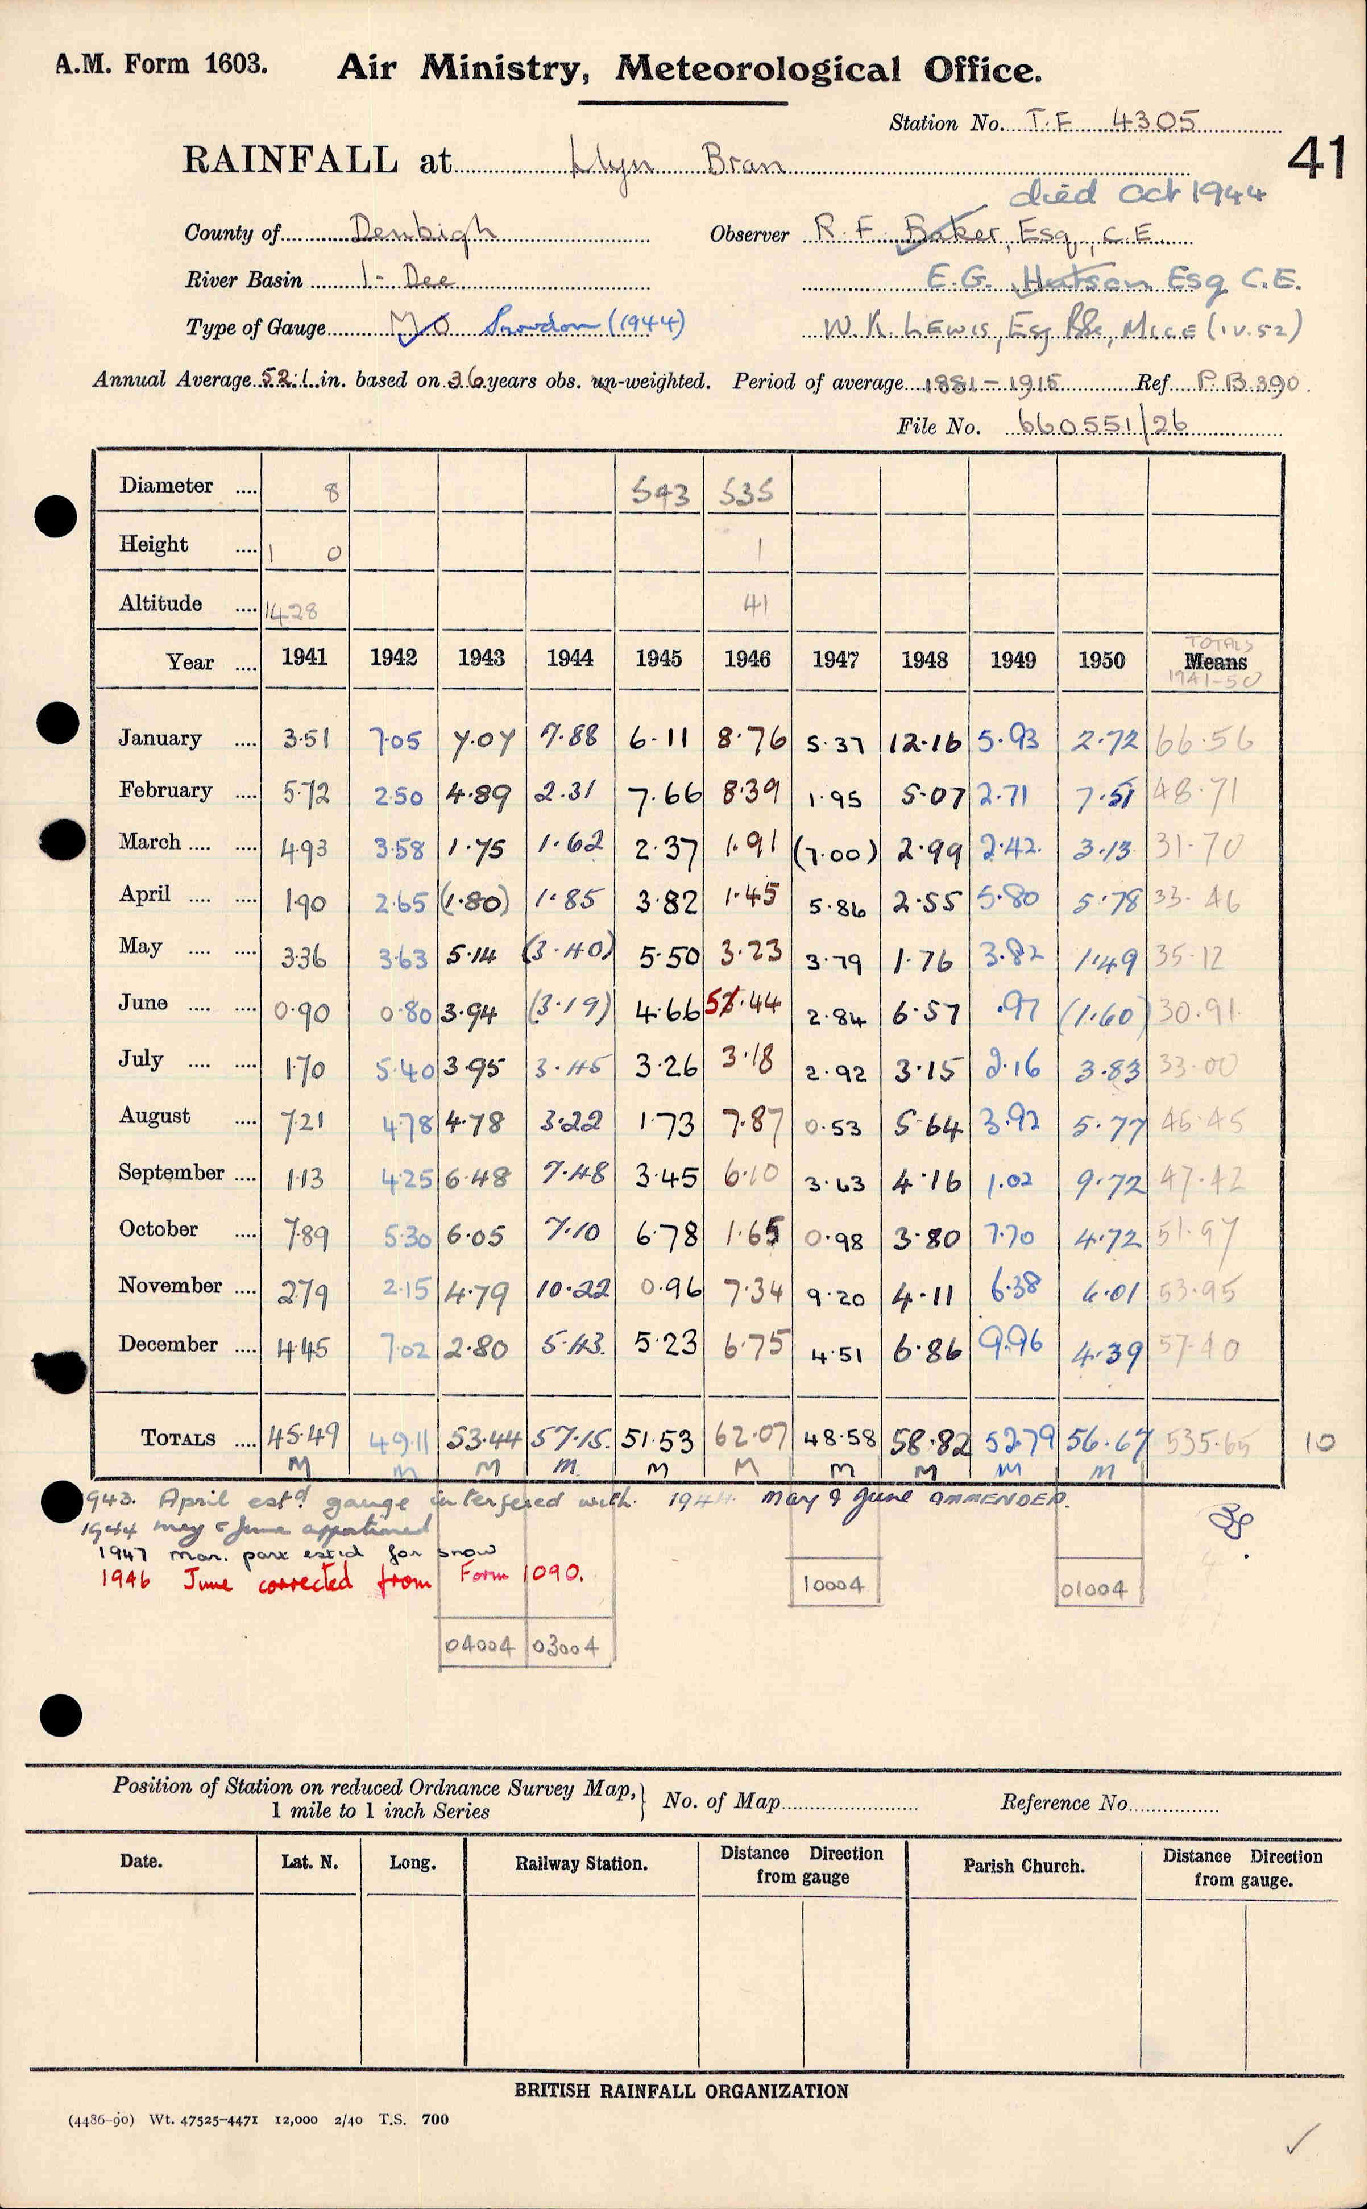 A.M. Form 1603. Air Ministry, Meteorological Office.
Station No. T.F 4305
41
RAINFALL at Llyn Bran
died Oct 1944
County of Denbigh Observer R. F. Baker, Esq, C.E.
River Basin 1- Dee E.G. Hutson Esq C.E.
Type of Gauge MO Snowdon (1944) W. K. LEWIS, Esq BSc, MICE (IV.52)
Annual Average 52.1 in. based on 36 years obs. un-weighted. Period of average 1881-1915 Ref P.B.390
File No. 660551/26
Diameter .... 8 543 535
Height .... 1 0 1
Altitude .... 1428 41
Year .... 1941 1942 1943 1944 1945 1946 1947 1948 1949 1950 TOTALS Means 1941-50
January .... 3.51 7.05 7.07 7.88 6.11 8.76 5.37 12.16 5.93 2.72 66.56
February .... 5.72 2.50 4.89 2.31 7.66 8.39 1.95 5.07 2.71 7.51 48.71
March .... .... 4.93 3.58 1.75 1.62 2.37 1.91 (7.00) 2.99 2.42 3.13 31.70
April .... .... 1.90 2.65 (1.80) 1.85 3.82 1.45 5.86 2.55 5.80 5.78 33.46
May .... .... 3.36 3.63 5.14 (3.40) 5.50 3.23 3.79 1.76 3.82 1.49 35.12
June .... .... 0.90 0.80 3.94 (3.19) 4.66 5.44 2.84 6.57 .97 (1.60) 30.91
July .... .... 1.70 5.40 3.95 3.45 3.26 3.18 2.92 3.15 2.16 3.83 33.00
August .... 7.21 4.78 4.78 3.22 1.73 7.87 0.53 5.64 3.92 5.77 46.45
September .... 1.13 4.25 6.48 7.48 3.45 6.10 3.63 4.16 1.02 9.72 47.42
October .... 7.89 5.30 6.05 7.10 6.78 1.65 0.98 3.80 7.70 4.72 51.97
November .... 2.79 2.15 4.79 10.22 0.96 7.34 9.20 4.11 6.38 6.01 53.95
December .... 4.45 7.02 2.80 5.43 5.23 6.75 4.51 6.86 9.96 4.39 57.40
TOTALS .... 45.49 49.11 53.44 57.15 51.53 62.07 48.58 58.82 52.79 56.67 535.65 10
M M M M M M M M M M
943. April estd gauge interfered with. 1944. May & June AMMENDED.
1944 May & June apportioned
1947 Mar. part estd for snow
1946 June corrected from Form 1090.
10004 01004
04004 03004
Position of Station on reduced Ordnance Survey Map, 1 mile to 1 inch Series } No. of Map Reference No.
Date. Lat. N. Long. Railway Station. Distance Direction from gauge Parish Church. Distance Direction from gauge.
BRITISH RAINFALL ORGANIZATION
(4486-90) Wt. 47525-4471 12,000 2/40 T.S. 700